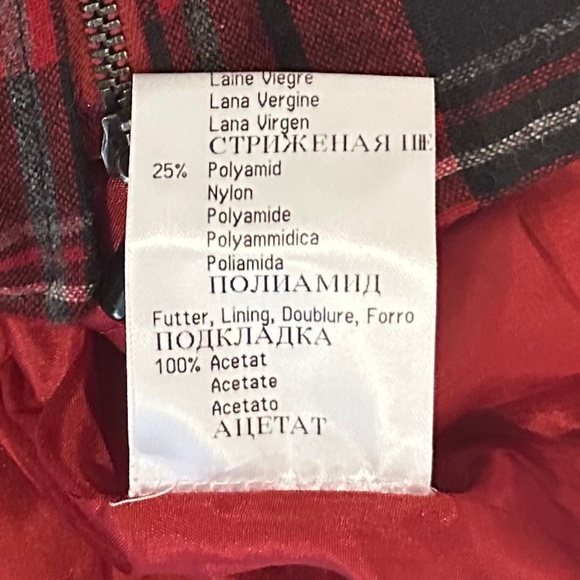 Laine Viegre
Lana Vergine
Lana Virgen
СТРИЖЕНАЯ
25% Polyamid
Nylon
Polyamide
Polyammidica
Poliamida
ПОЛИАМИД
Futter, Lining, Doublure, Forro
ПОДКЛАДКА
100% Acetat
Acetate
Acetato
АЦЕТАТ